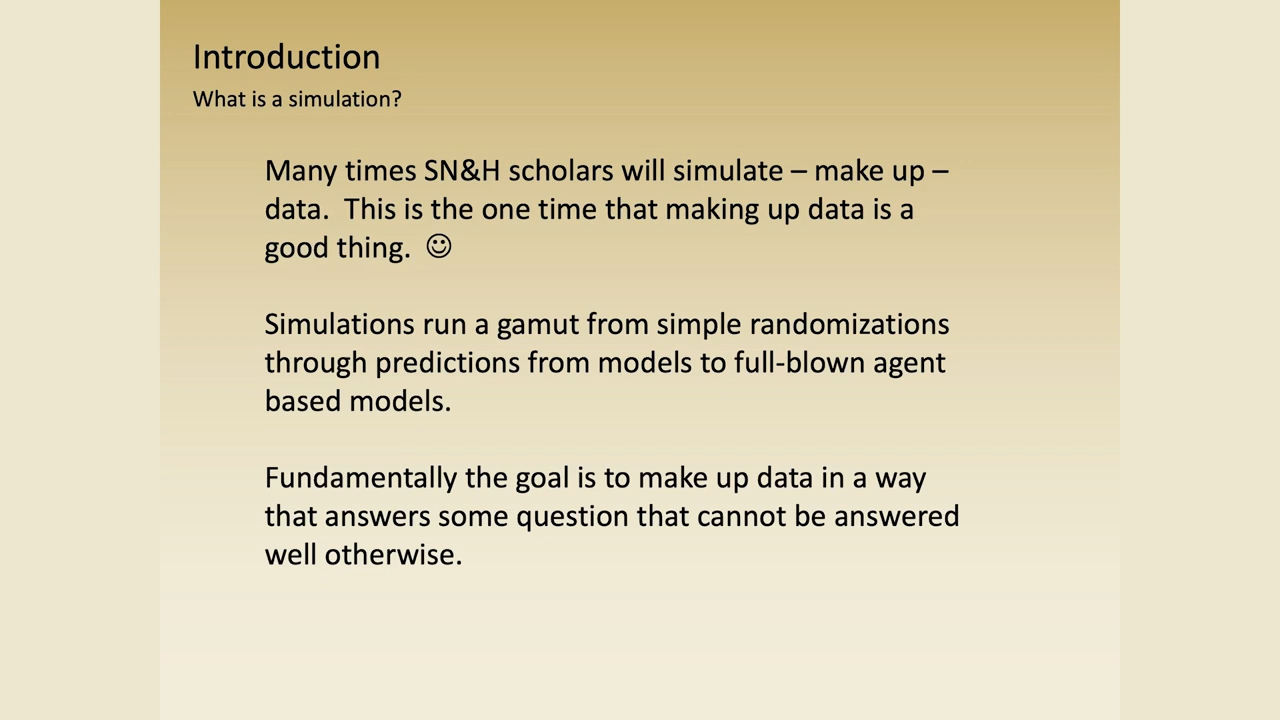 Introduction
What is a simulation?
Many times SN&H scholars will simulate – make up –
data.  This is the one time that making up data is a
good thing.  ☺
Simulations run a gamut from simple randomizations
through predictions from models to full-blown agent
based models.
Fundamentally the goal is to make up data in a way
that answers some question that cannot be answered
well otherwise.